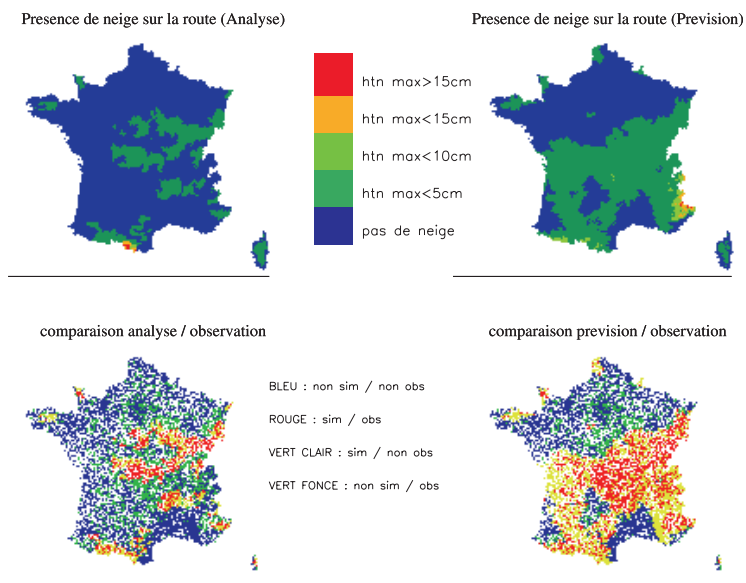 Presence de neige sur la route (Analyse)
Presence de neige sur la route (Prevision)
htn max>15cm
htn max<15cm
htn max<10cm
htn max<5cm
pas de neige
comparaison analyse / observation
comparaison prevision / observation
BLEU : non sim / non obs
ROUGE : sim / obs
VERT CLAIR : sim / non obs
VERT FONCE : non sim / obs